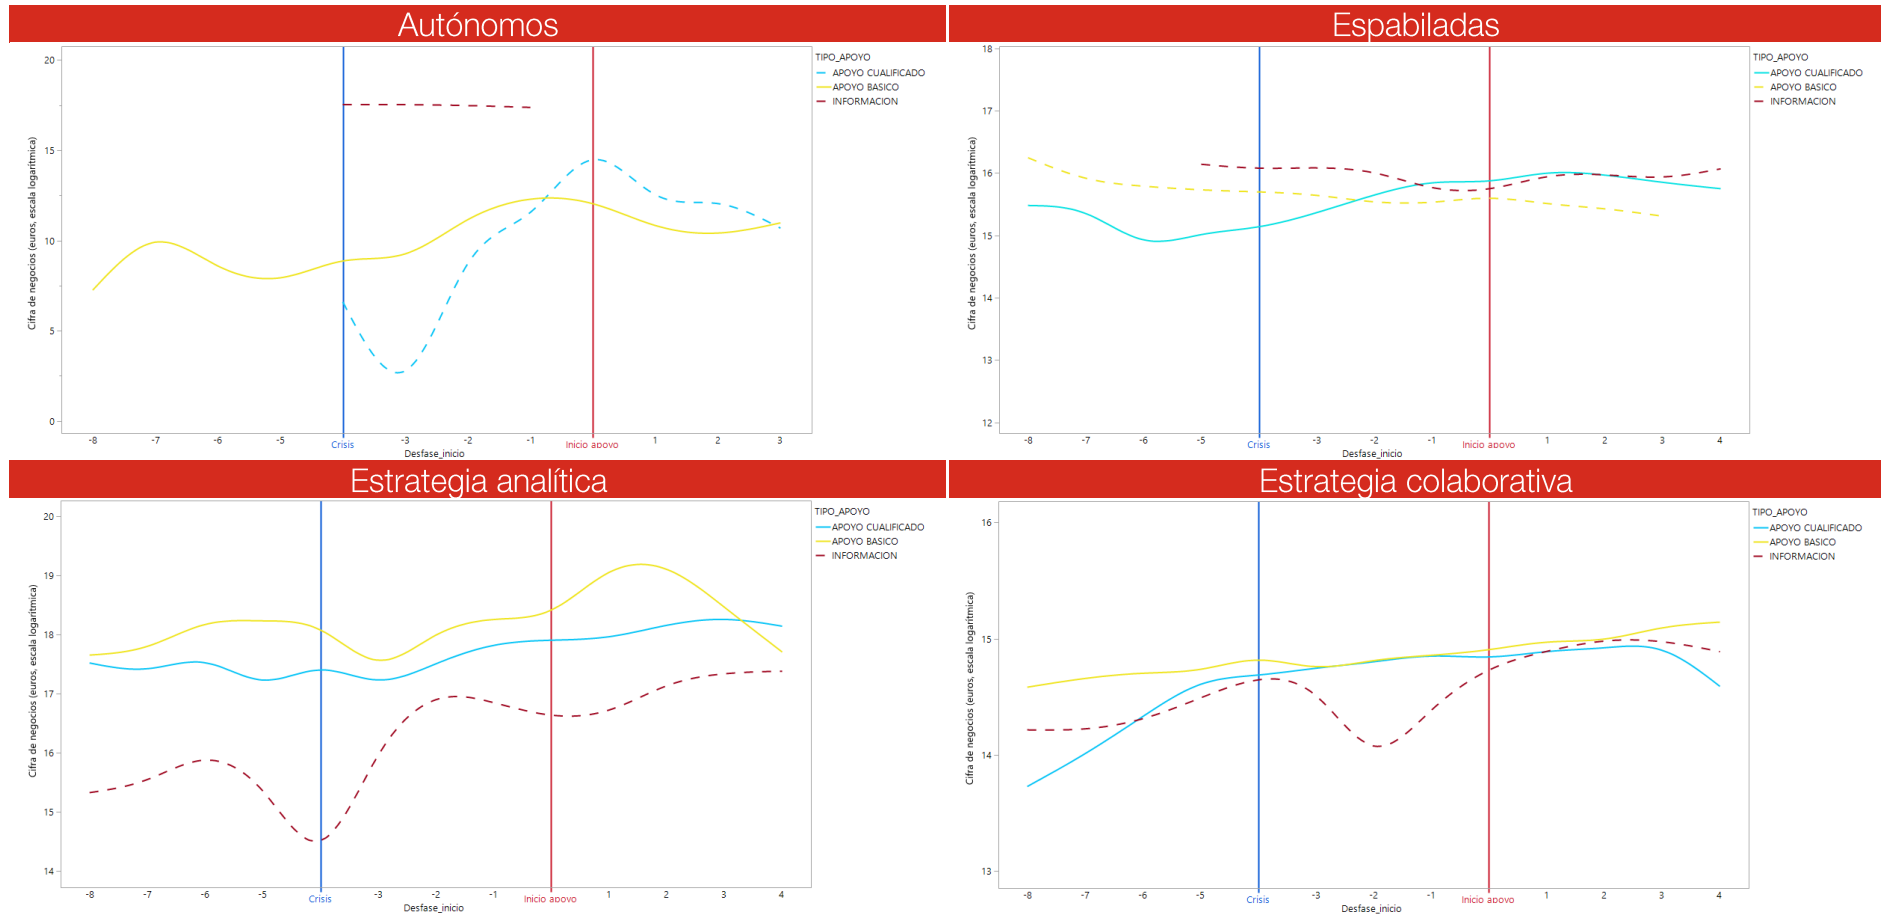 Autónomos
TIPO_APOYO
APOYO CUALIFICADO
APOYO BASICO
INFORMACION
Cifra de negocios (euros, escala logarítmica)
20
15
10
5
0
-8 -7 -6 -5 Crisis -3 -2 -1 Inicio apoyo 1 2 3
Desfase_inicio
Espabiladas
TIPO_APOYO
APOYO CUALIFICADO
APOYO BASICO
INFORMACION
Cifra de negocios (euros, escala logarítmica)
18
17
16
15
14
13
12
-8 -7 -5 Crisis -3 -2 -1 Inicio apoyo 1 2 3 4
Desfase_inicio
Estrategia analítica
TIPO_APOYO
APOYO CUALIFICADO
APOYO BASICO
INFORMACION
Cifra de negocios (euros, escala logarítmica)
20
19
18
17
16
15
14
-8 -7 -6 -5 Crisis -3 -2 -1 Inicio apoyo 1 2 3 4
Desfase_inicio
Estrategia colaborativa
TIPO_APOYO
APOYO CUALIFICADO
APOYO BASICO
INFORMACION
Cifra de negocios (euros, escala logarítmica)
16
15
14
13
-8 -7 -6 -5 Crisis -3 -2 -1 Inicio apoyo 1 2 3 4
Desfase_inicio